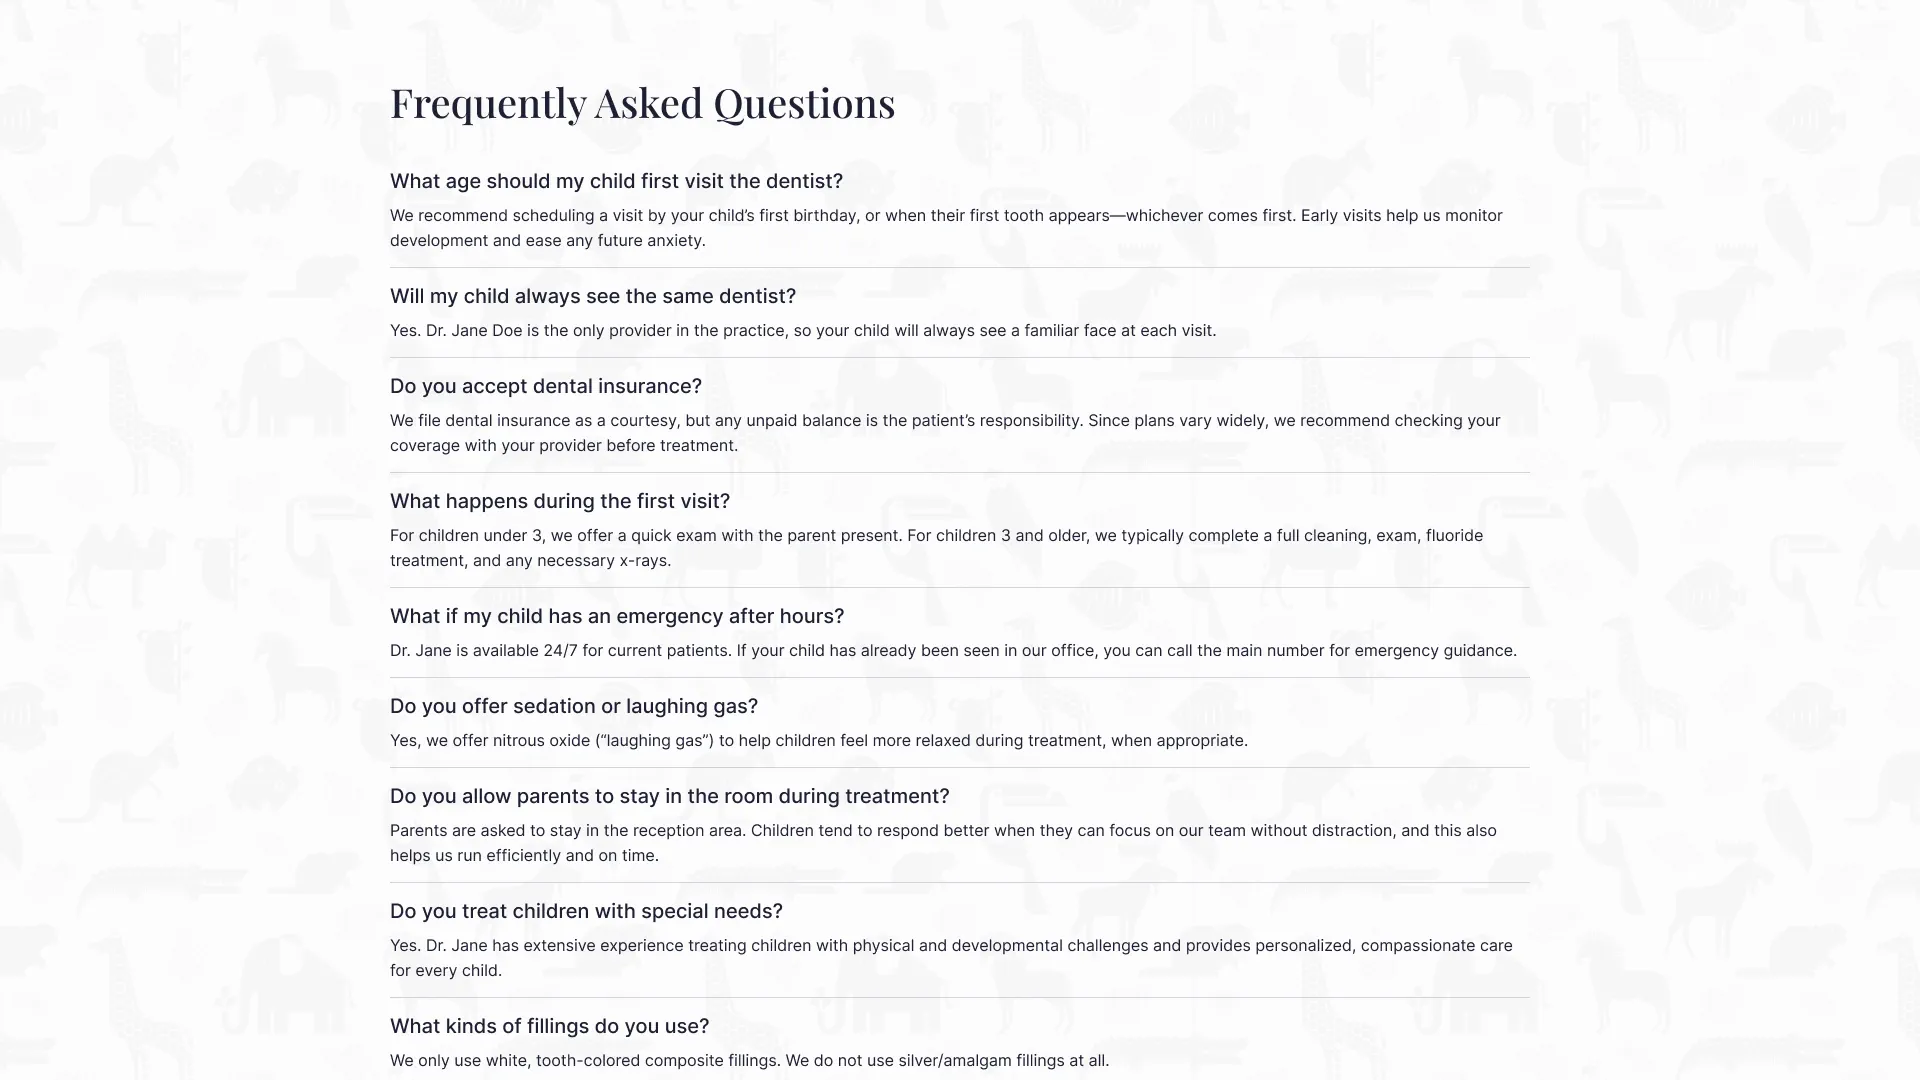 Frequently Asked Questions
What age should my child first visit the dentist?
We recommend scheduling a visit by your child’s first birthday, or when their first tooth appears—whichever comes first. Early visits help us monitor
development and ease any future anxiety.
Will my child always see the same dentist?
Yes. Dr. Jane Doe is the only provider in the practice, so your child will always see a familiar face at each visit.
Do you accept dental insurance?
We file dental insurance as a courtesy, but any unpaid balance is the patient’s responsibility. Since plans vary widely, we recommend checking your
coverage with your provider before treatment.
What happens during the first visit?
For children under 3, we offer a quick exam with the parent present. For children 3 and older, we typically complete a full cleaning, exam, fluoride
treatment, and any necessary x-rays.
What if my child has an emergency after hours?
Dr. Jane is available 24/7 for current patients. If your child has already been seen in our office, you can call the main number for emergency guidance.
Do you offer sedation or laughing gas?
Yes, we offer nitrous oxide (“laughing gas”) to help children feel more relaxed during treatment, when appropriate.
Do you allow parents to stay in the room during treatment?
Parents are asked to stay in the reception area. Children tend to respond better when they can focus on our team without distraction, and this also
helps us run efficiently and on time.
Do you treat children with special needs?
Yes. Dr. Jane has extensive experience treating children with physical and developmental challenges and provides personalized, compassionate care
for every child.
What kinds of fillings do you use?
We only use white, tooth-colored composite fillings. We do not use silver/amalgam fillings at all.